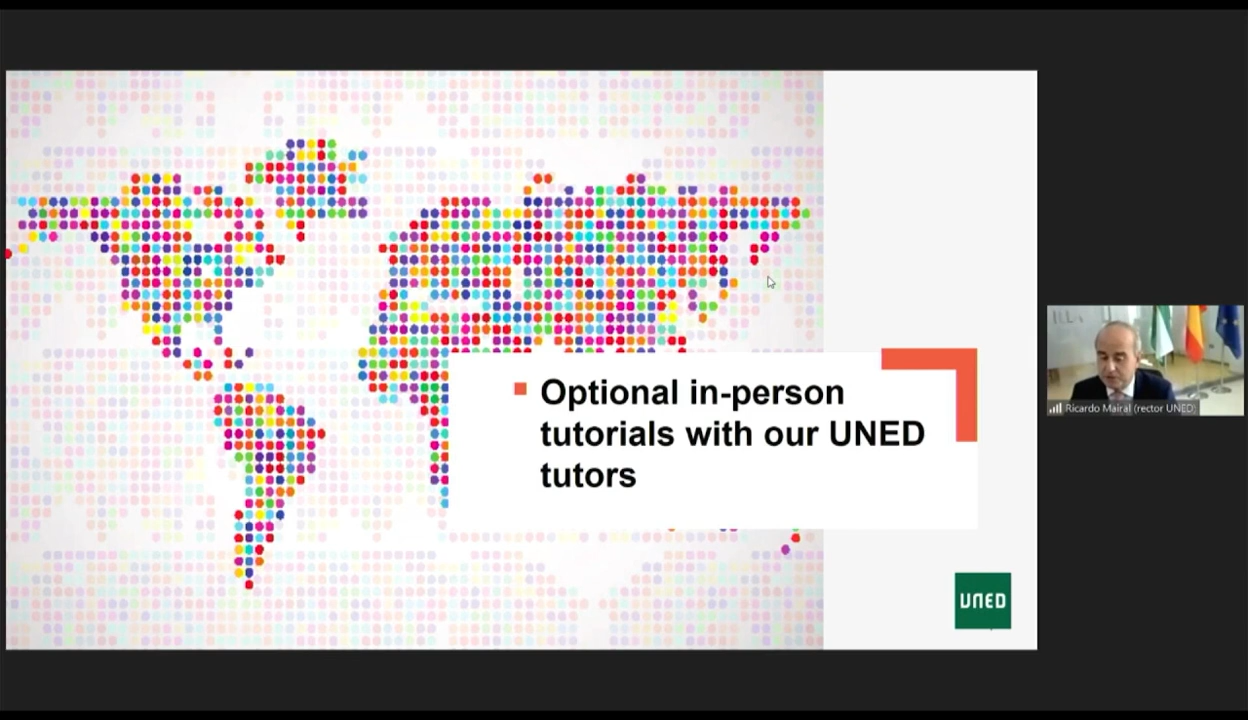 Optional in-person
tutorials with our UNED
tutors
UNED
Ricardo Mairal (rector UNED)